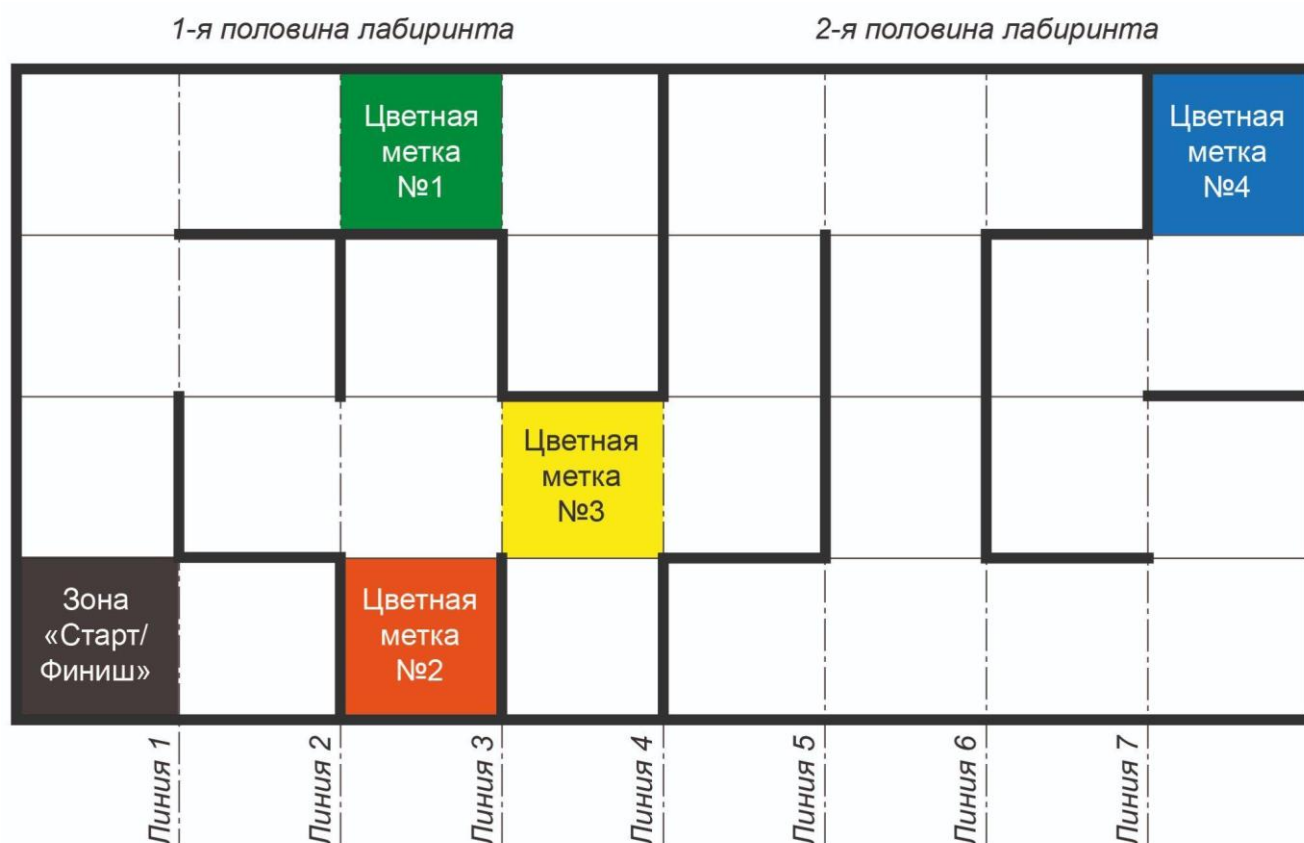 1-я половина лабиринта
2-я половина лабиринта
Цветная
метка
№1
Цветная
метка
№4
Цветная
метка
№3
Зона
«Старт/
Финиш»
Цветная
метка
№2
Линия 1
Линия 2
Линия 3
Линия 4
Линия 5
Линия 6
Линия 7